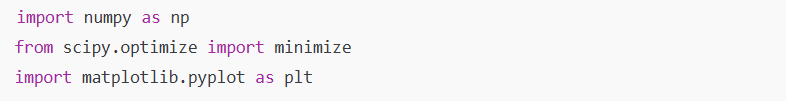 import numpy as np
from scipy.optimize import minimize
import matplotlib.pyplot as plt